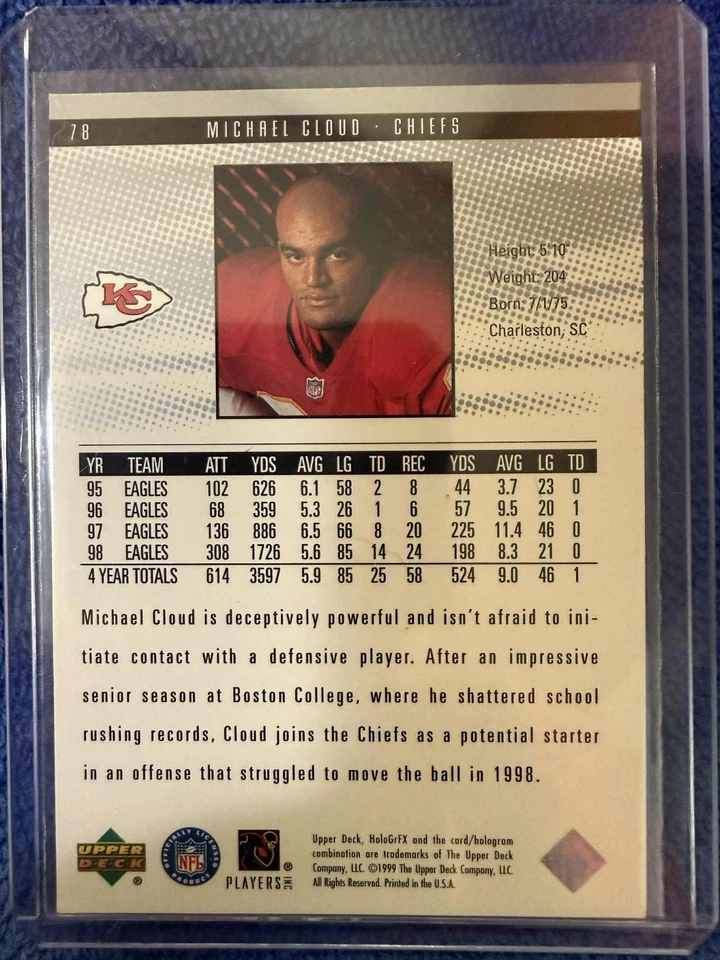 78 MICHAEL CLOUD · CHIEFS
Height: 5'10"
Weight: 204
KC
Born: 7/1/75
Charleston, SC
NFL
YR TEAM ATT YDS AVG LG TD REC YDS AVG LG TD
95 EAGLES 102 626 6.1 58 2 8 44 3.7 23 0
96 EAGLES 68 359 5.3 26 1 6 57 9.5 20 1
97 EAGLES 136 886 6.5 66 8 20 225 11.4 46 0
98 EAGLES 308 1726 5.6 85 14 24 198 8.3 21 0
4 YEAR TOTALS 614 3597 5.9 85 25 58 524 9.0 46 1
Michael Cloud is deceptively powerful and isn't afraid to ini-
tiate contact with a defensive player. After an impressive
senior season at Boston College, where he shattered school
rushing records, Cloud joins the Chiefs as a potential starter
in an offense that struggled to move the ball in 1998.
UPPER DECK ®
OFFICIALLY LICENSED PRODUCT NFL
PLAYERS INC ®
Upper Deck, HoloGrFX and the card/hologram
combination are trademarks of The Upper Deck
Company, LLC. ©1999 The Upper Deck Company, LLC.
All Rights Reserved. Printed in the U.S.A.